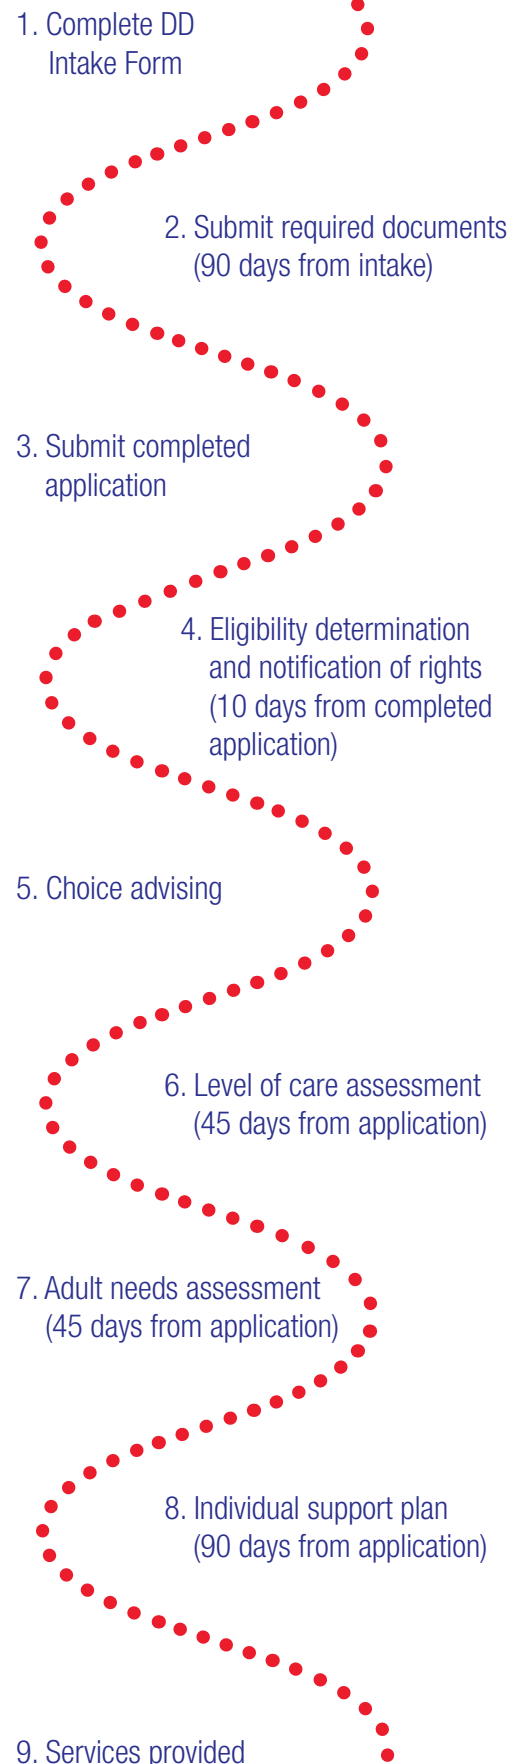 1. Complete DD
Intake Form
2. Submit required documents
(90 days from intake)
3. Submit completed
application
4. Eligibility determination
and notification of rights
(10 days from completed
application)
5. Choice advising
6. Level of care assessment
(45 days from application)
7. Adult needs assessment
(45 days from application)
8. Individual support plan
(90 days from application)
9. Services provided